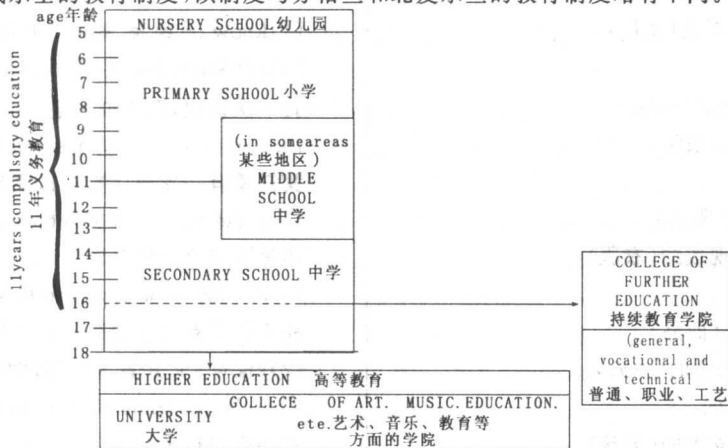 age年龄
NURSERY SCHOOL幼儿园
5
6
7
8
9
10
11
12
13
14
15
16
17
18
11years compulsory education
11年义务教育
PRIMARY SGHOOL小学
(in someareas
某些地区)
MIDDLE
SCHOOL
中学
SECONDARY SCHOOL 中学
COLLEGE OF
FURTHER
EDUCATION
持续教育学院
(general,
vocational and
technical
普通、职业、工艺
HIGHER EDUCATION 高等教育
UNIVERSITY
大学
GOLLECE OF ART. MUSIC.EDUCATION.
ete.艺术、音乐、教育等
方面的学院